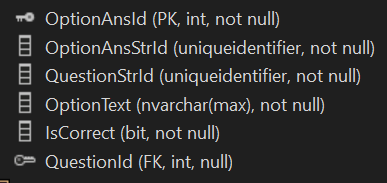 OptionAnsId (PK, int, not null)
OptionAnsStrId (uniqueidentifier, not null)
QuestionStrId (uniqueidentifier, not null)
OptionText (nvarchar(max), not null)
IsCorrect (bit, not null)
QuestionId (FK, int, null)